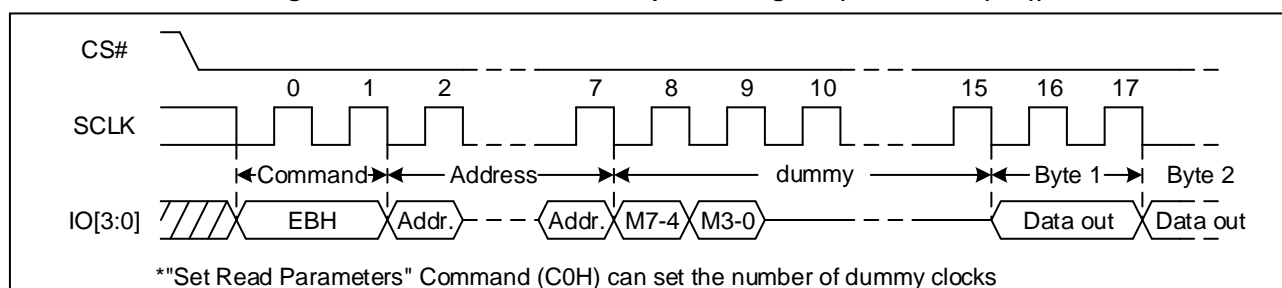 CS#
0 1 2 7 8 9 10 15 16 17
SCLK
Command Address dummy Byte 1 Byte 2
IO[3:0] EBH Addr. Addr. M7-4 M3-0 Data out Data out
*"Set Read Parameters" Command (C0H) can set the number of dummy clocks